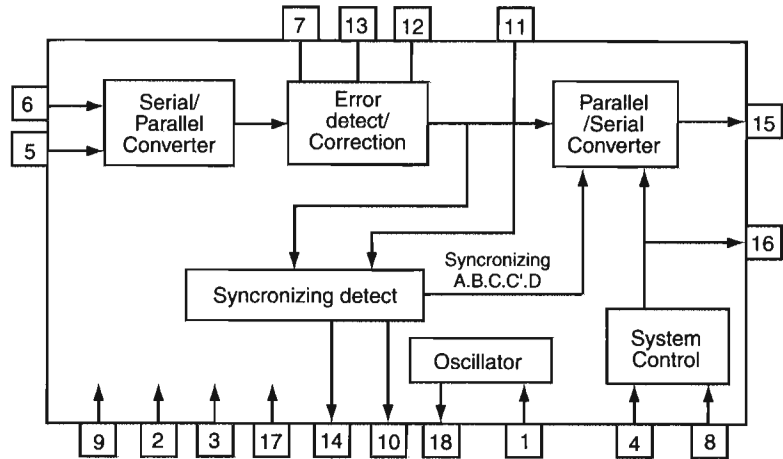 7
13
12
11
6
5
Serial/
Parallel
Converter
Error
detect/
Correction
Parallel
/Serial
Converter
15
16
Syncronizing
A.B.C.C'.D
Syncronizing detect
Oscillator
System
Control
9
2
3
17
14
10
18
1
4
8